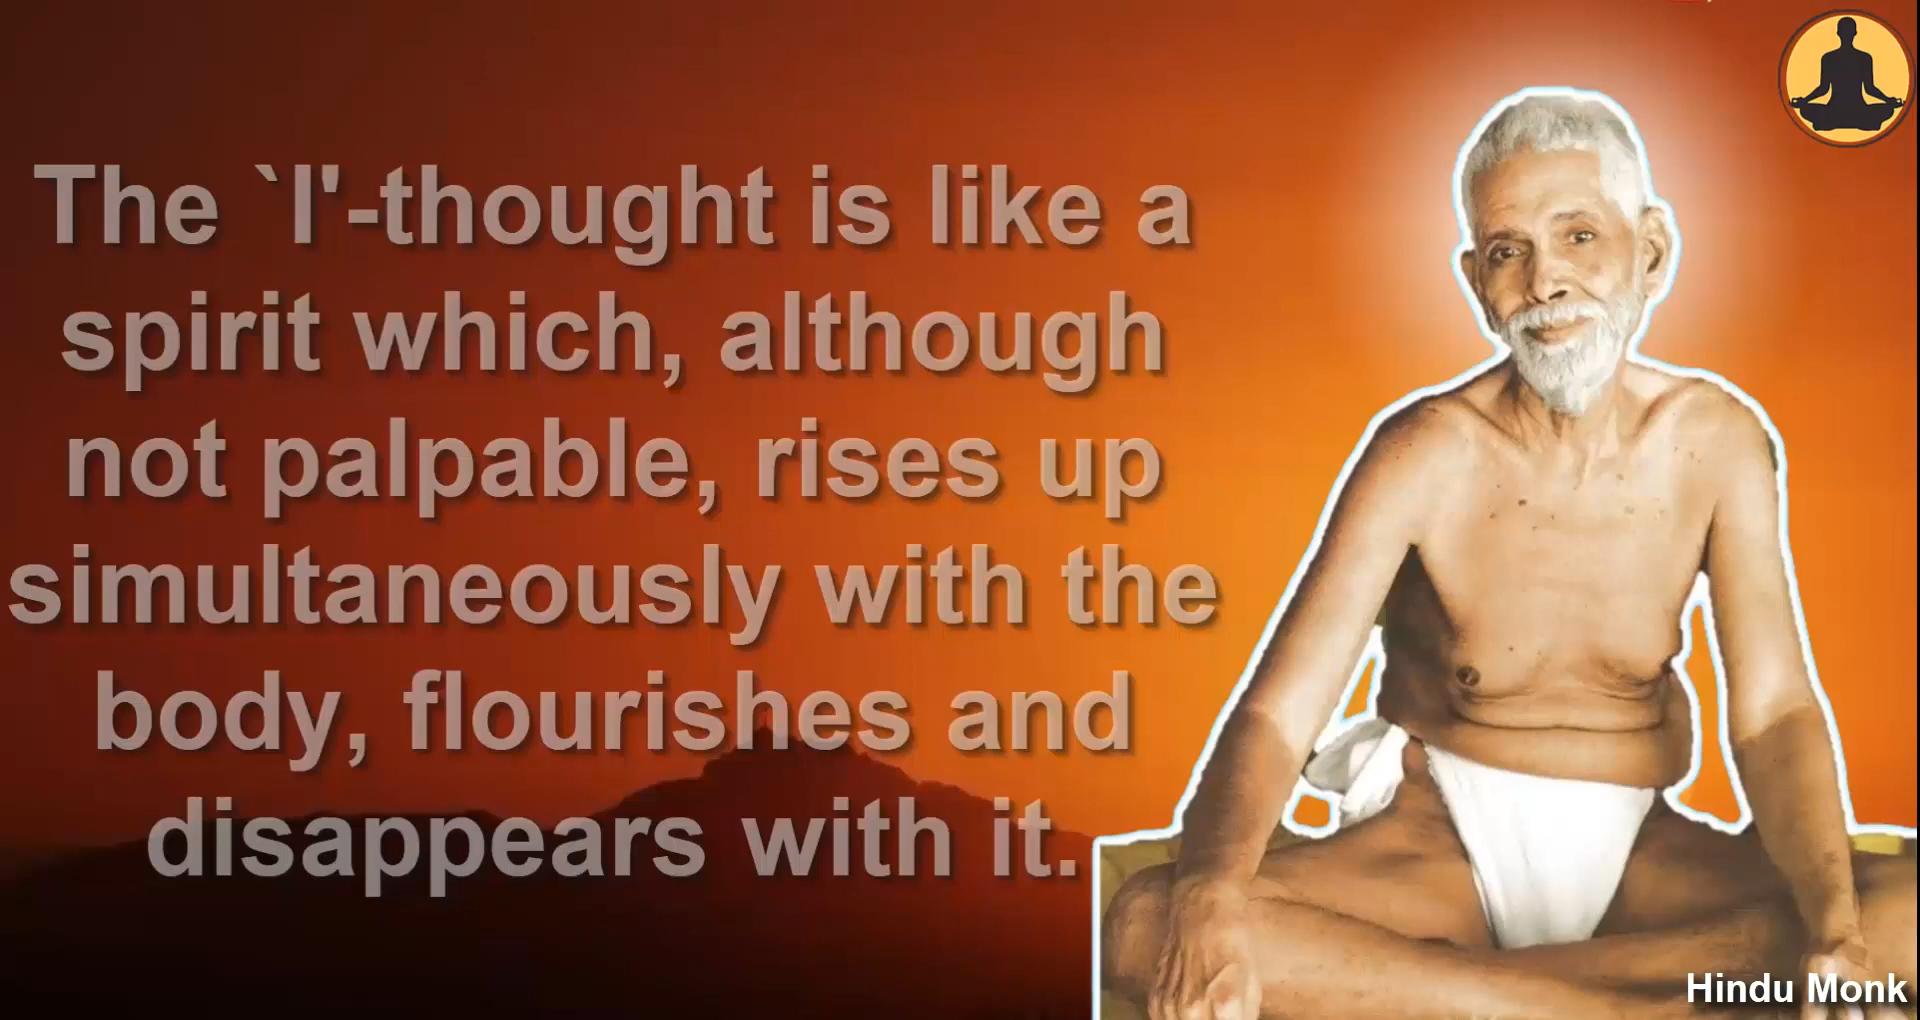 The `I'-thought is like a
spirit which, although
not palpable, rises up
simultaneously with the
body, flourishes and
disappears with it.
Hindu Monk